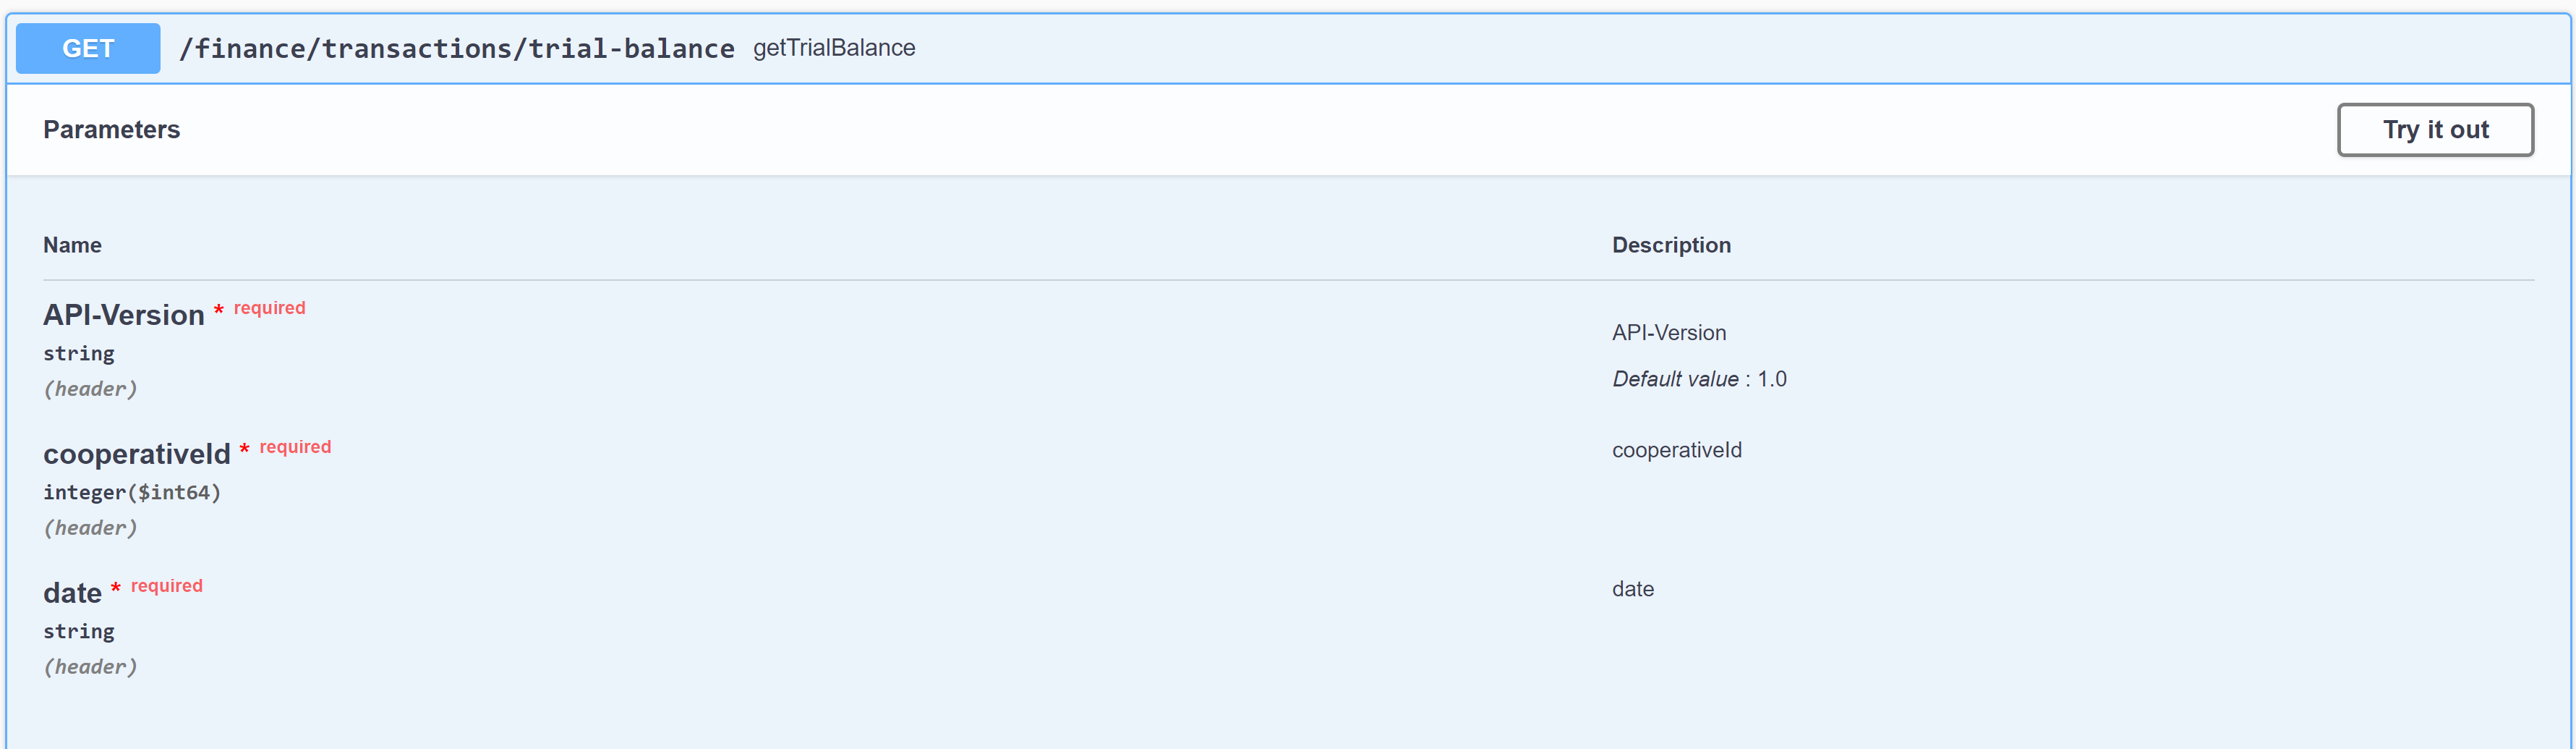 GET /finance/transactions/trial-balance getTrialBalance
Parameters
Try it out
Name Description
API-Version * required
string
(header)
API-Version
Default value : 1.0
cooperativeId * required
integer($int64)
(header)
cooperativeId
date * required
string
(header)
date